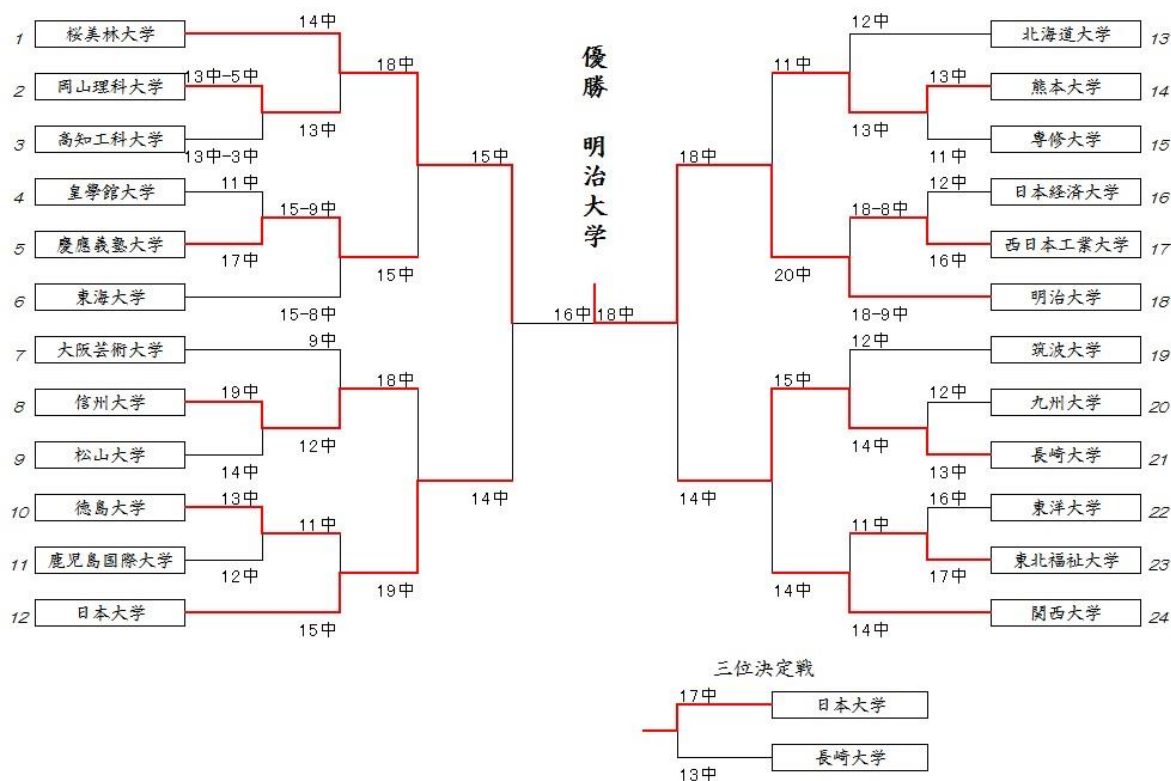 優勝 明治大学
1 桜美林大学 14中
2 岡山理科大学 13中-5中
3 高知工科大学 13中-3中
18中
13中
4 皇學館大学 11中
5 慶應義塾大学 17中
6 東海大学 15-8中
15-9中
15中
15中
7 大阪芸術大学 9中
8 信州大学 19中
9 松山大学 14中
18中
12中
10 徳島大学 13中
11 鹿児島国際大学 12中
12 日本大学 15中
11中
19中
14中
16中 18中
12中 北海道大学 13
13中 熊本大学 14
11中 専修大学 15
11中
13中
18中
12中 日本経済大学 16
16中 西日本工業大学 17
18-9中 明治大学 18
18-8中
20中
12中 筑波大学 19
12中 九州大学 20
13中 長崎大学 21
15中
14中
14中
16中 東洋大学 22
17中 東北福祉大学 23
14中 関西大学 24
11中
14中
三位決定戦
17中 日本大学
13中 長崎大学